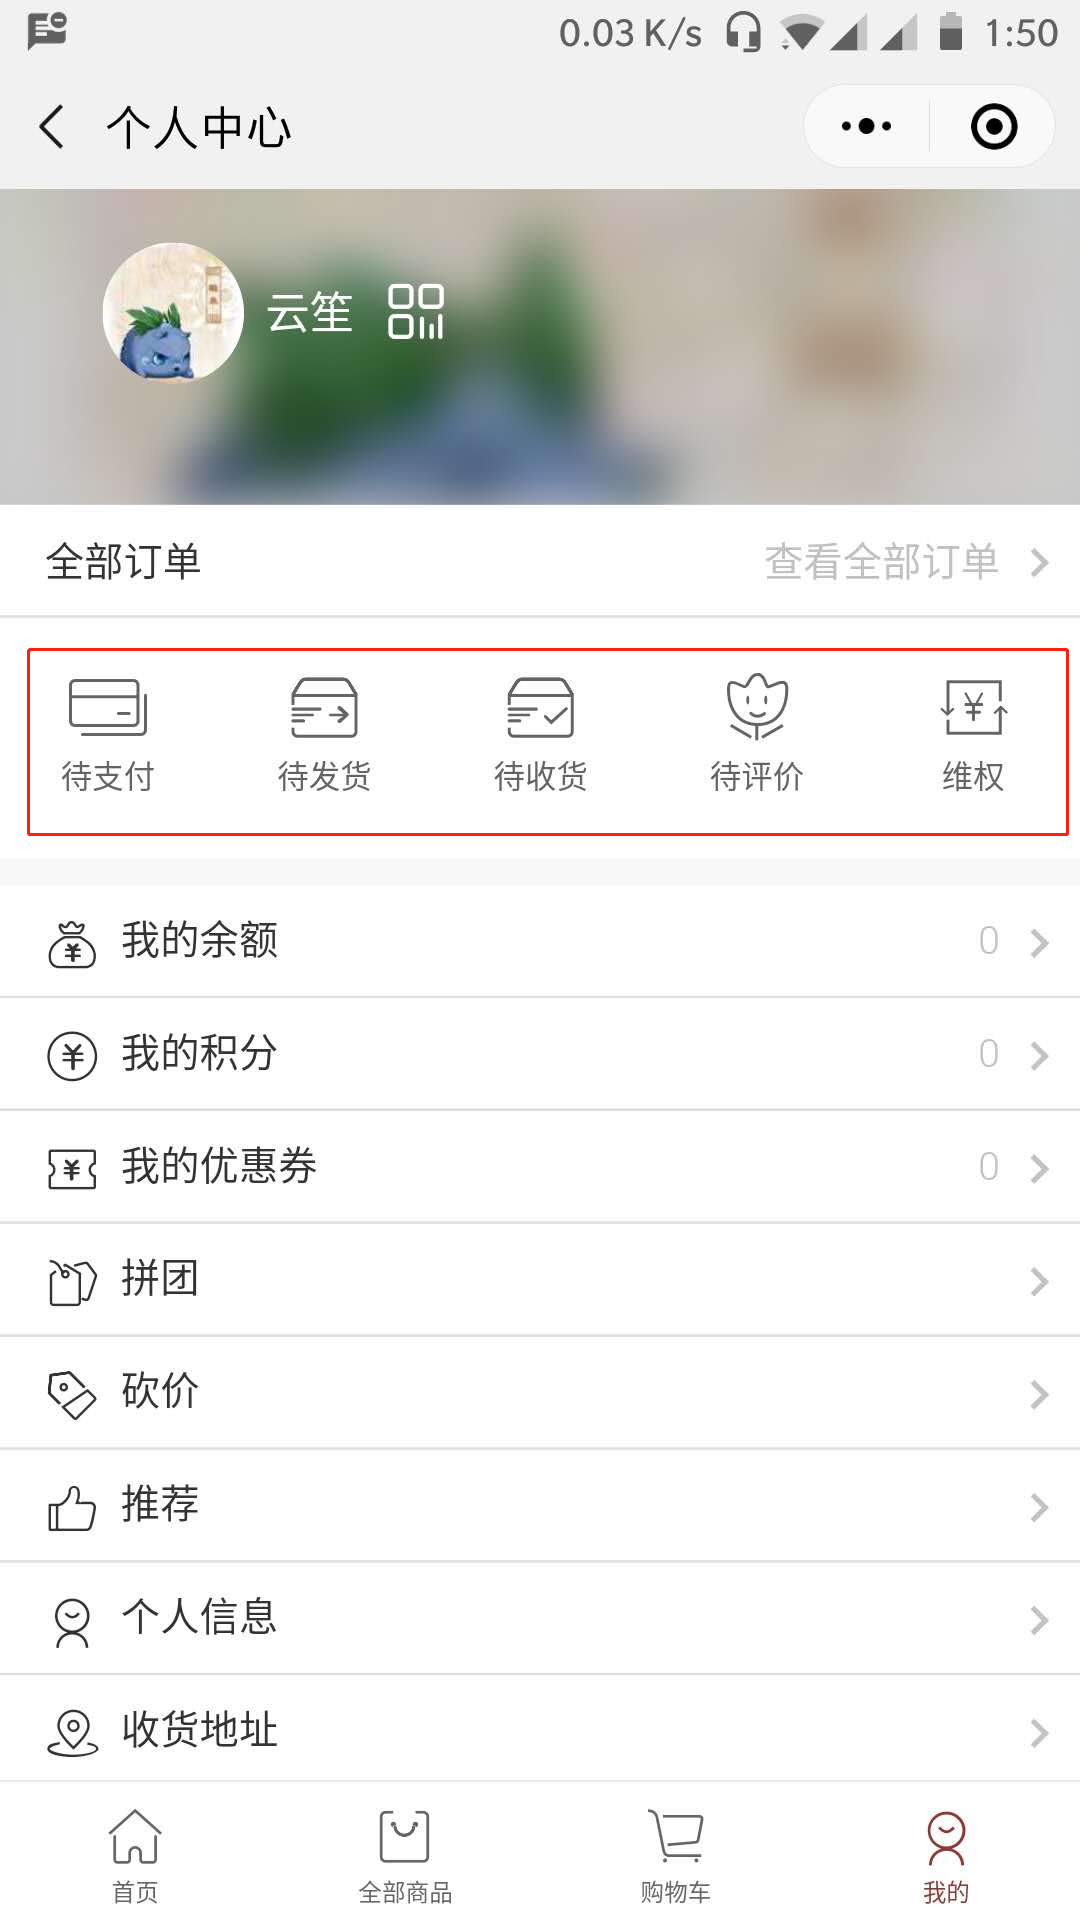 0.03 K/s 1:50
个人中心
云笙
全部订单 查看全部订单
待支付 待发货 待收货 待评价 维权
我的余额 0
我的积分 0
我的优惠券 0
拼团
砍价
推荐
个人信息
收货地址
首页 全部商品 购物车 我的